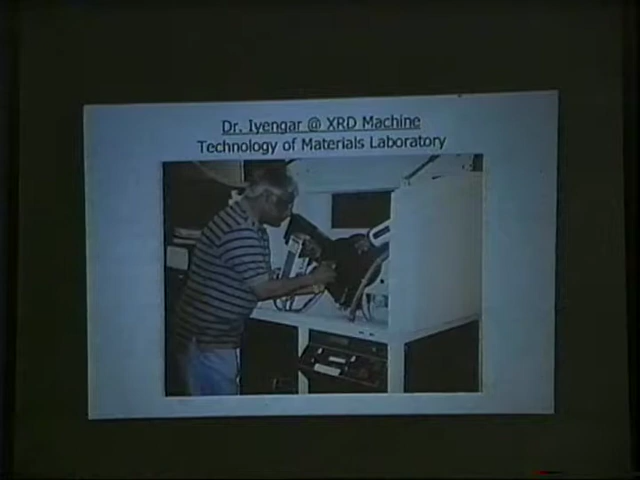 Dr. Iyengar @ XRD Machine
Technology of Materials Laboratory